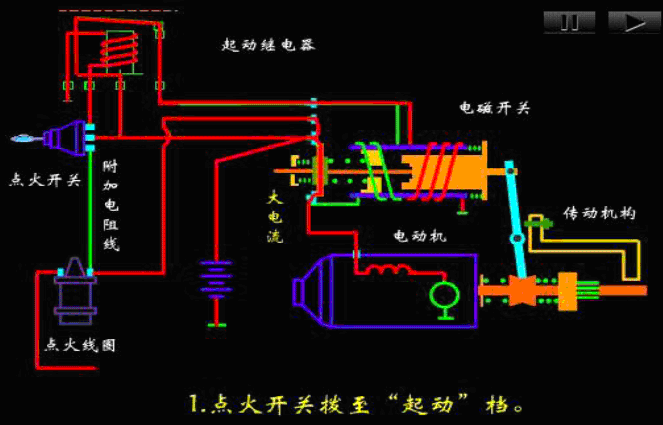 起动继电器
电磁开关
点火开关
附加电阻线
大电流
电动机
传动机构
点火线圈
1.点火开关拨至“起动”档。